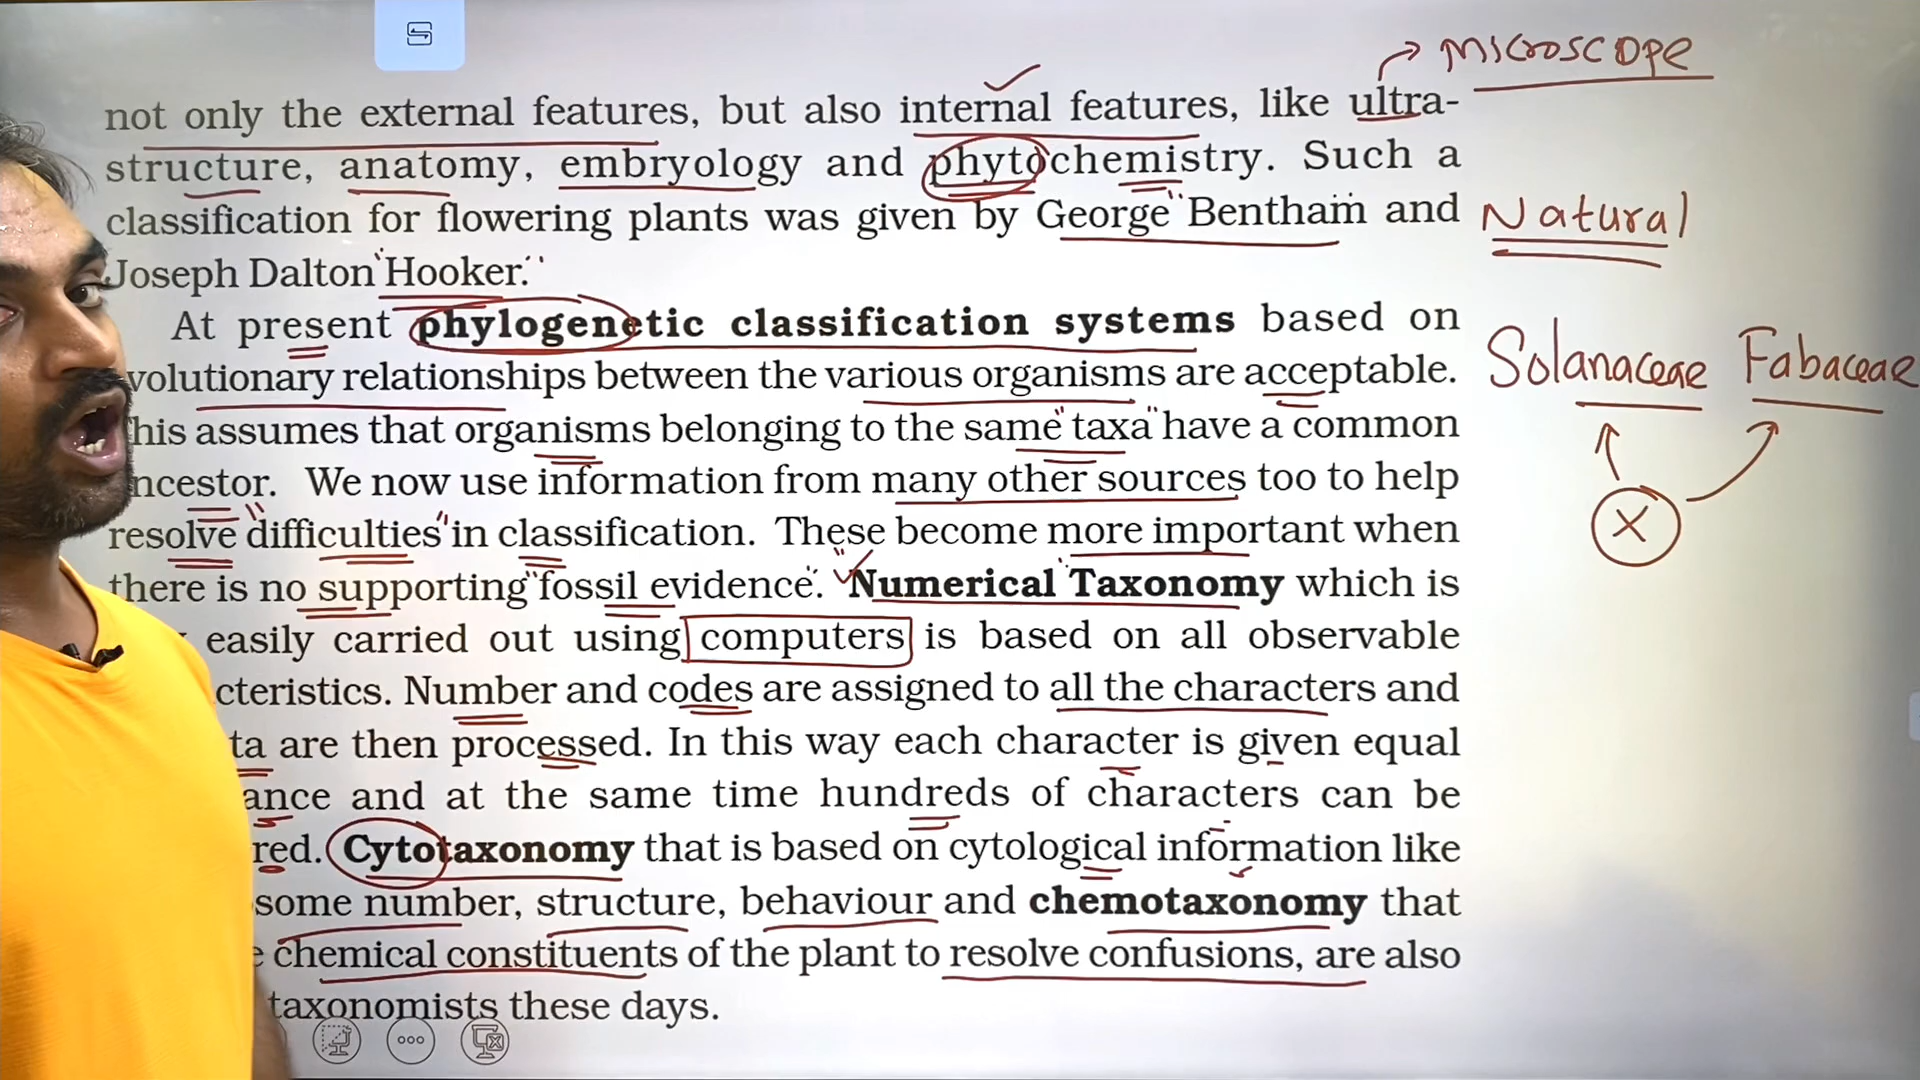 MICROSCOPE
not only the external features, but also internal features, like ultra-
structure, anatomy, embryology and phytochemistry. Such a
classification for flowering plants was given by George Bentham and
Natural
Joseph Dalton Hooker.
At present phylogenetic classification systems based on
volutionary relationships between the various organisms are acceptable.
Solanaceae Fabaceae
his assumes that organisms belonging to the same taxa have a common
ncestor. We now use information from many other sources too to help
resolve difficulties in classification. These become more important when
X
there is no supporting fossil evidence. Numerical Taxonomy which is
easily carried out using computers is based on all observable
cteristics. Number and codes are assigned to all the characters and
ta are then processed. In this way each character is given equal
ance and at the same time hundreds of characters can be
red. Cytotaxonomy that is based on cytological information like
some number, structure, behaviour and chemotaxonomy that
e chemical constituents of the plant to resolve confusions, are also
taxonomists these days.